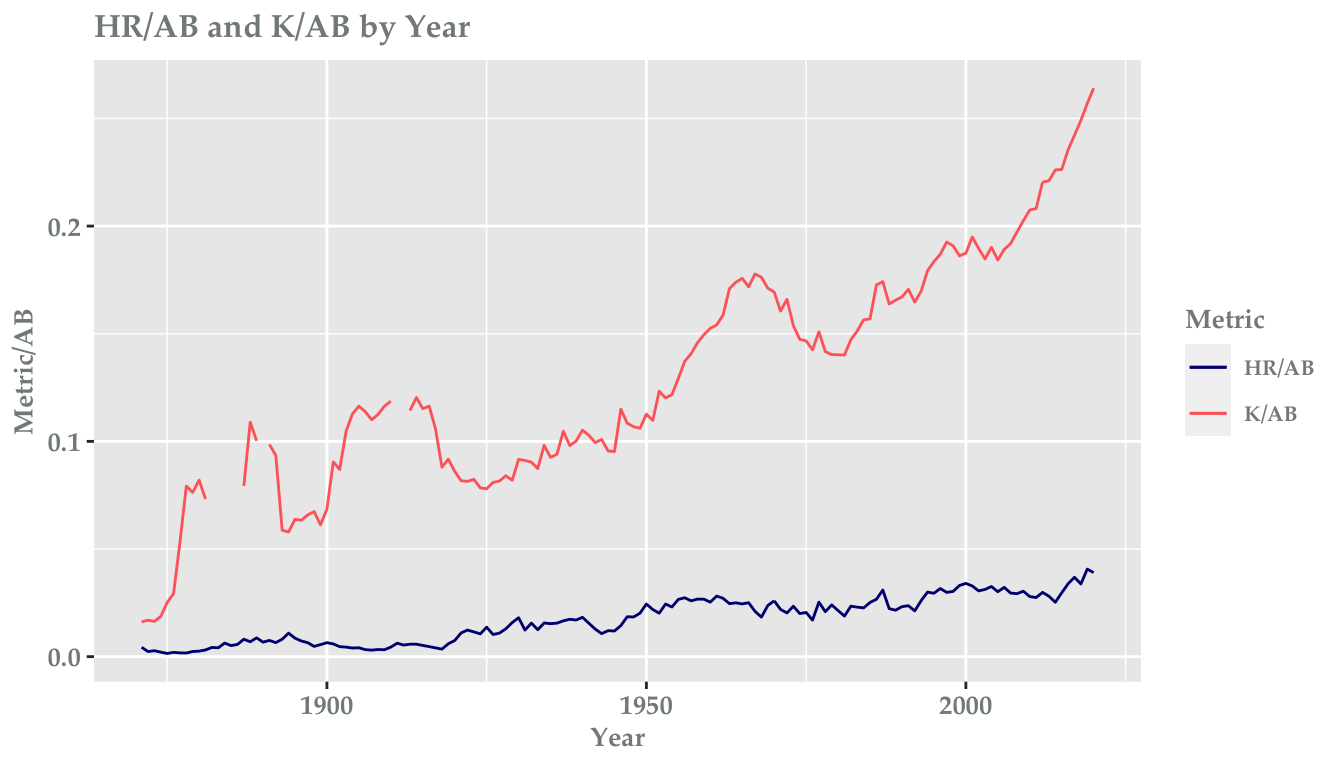 HR/AB and K/AB by Year
Metric/AB
0.2
0.1
0.0
1900
1950
2000
Year
Metric
HR/AB
K/AB